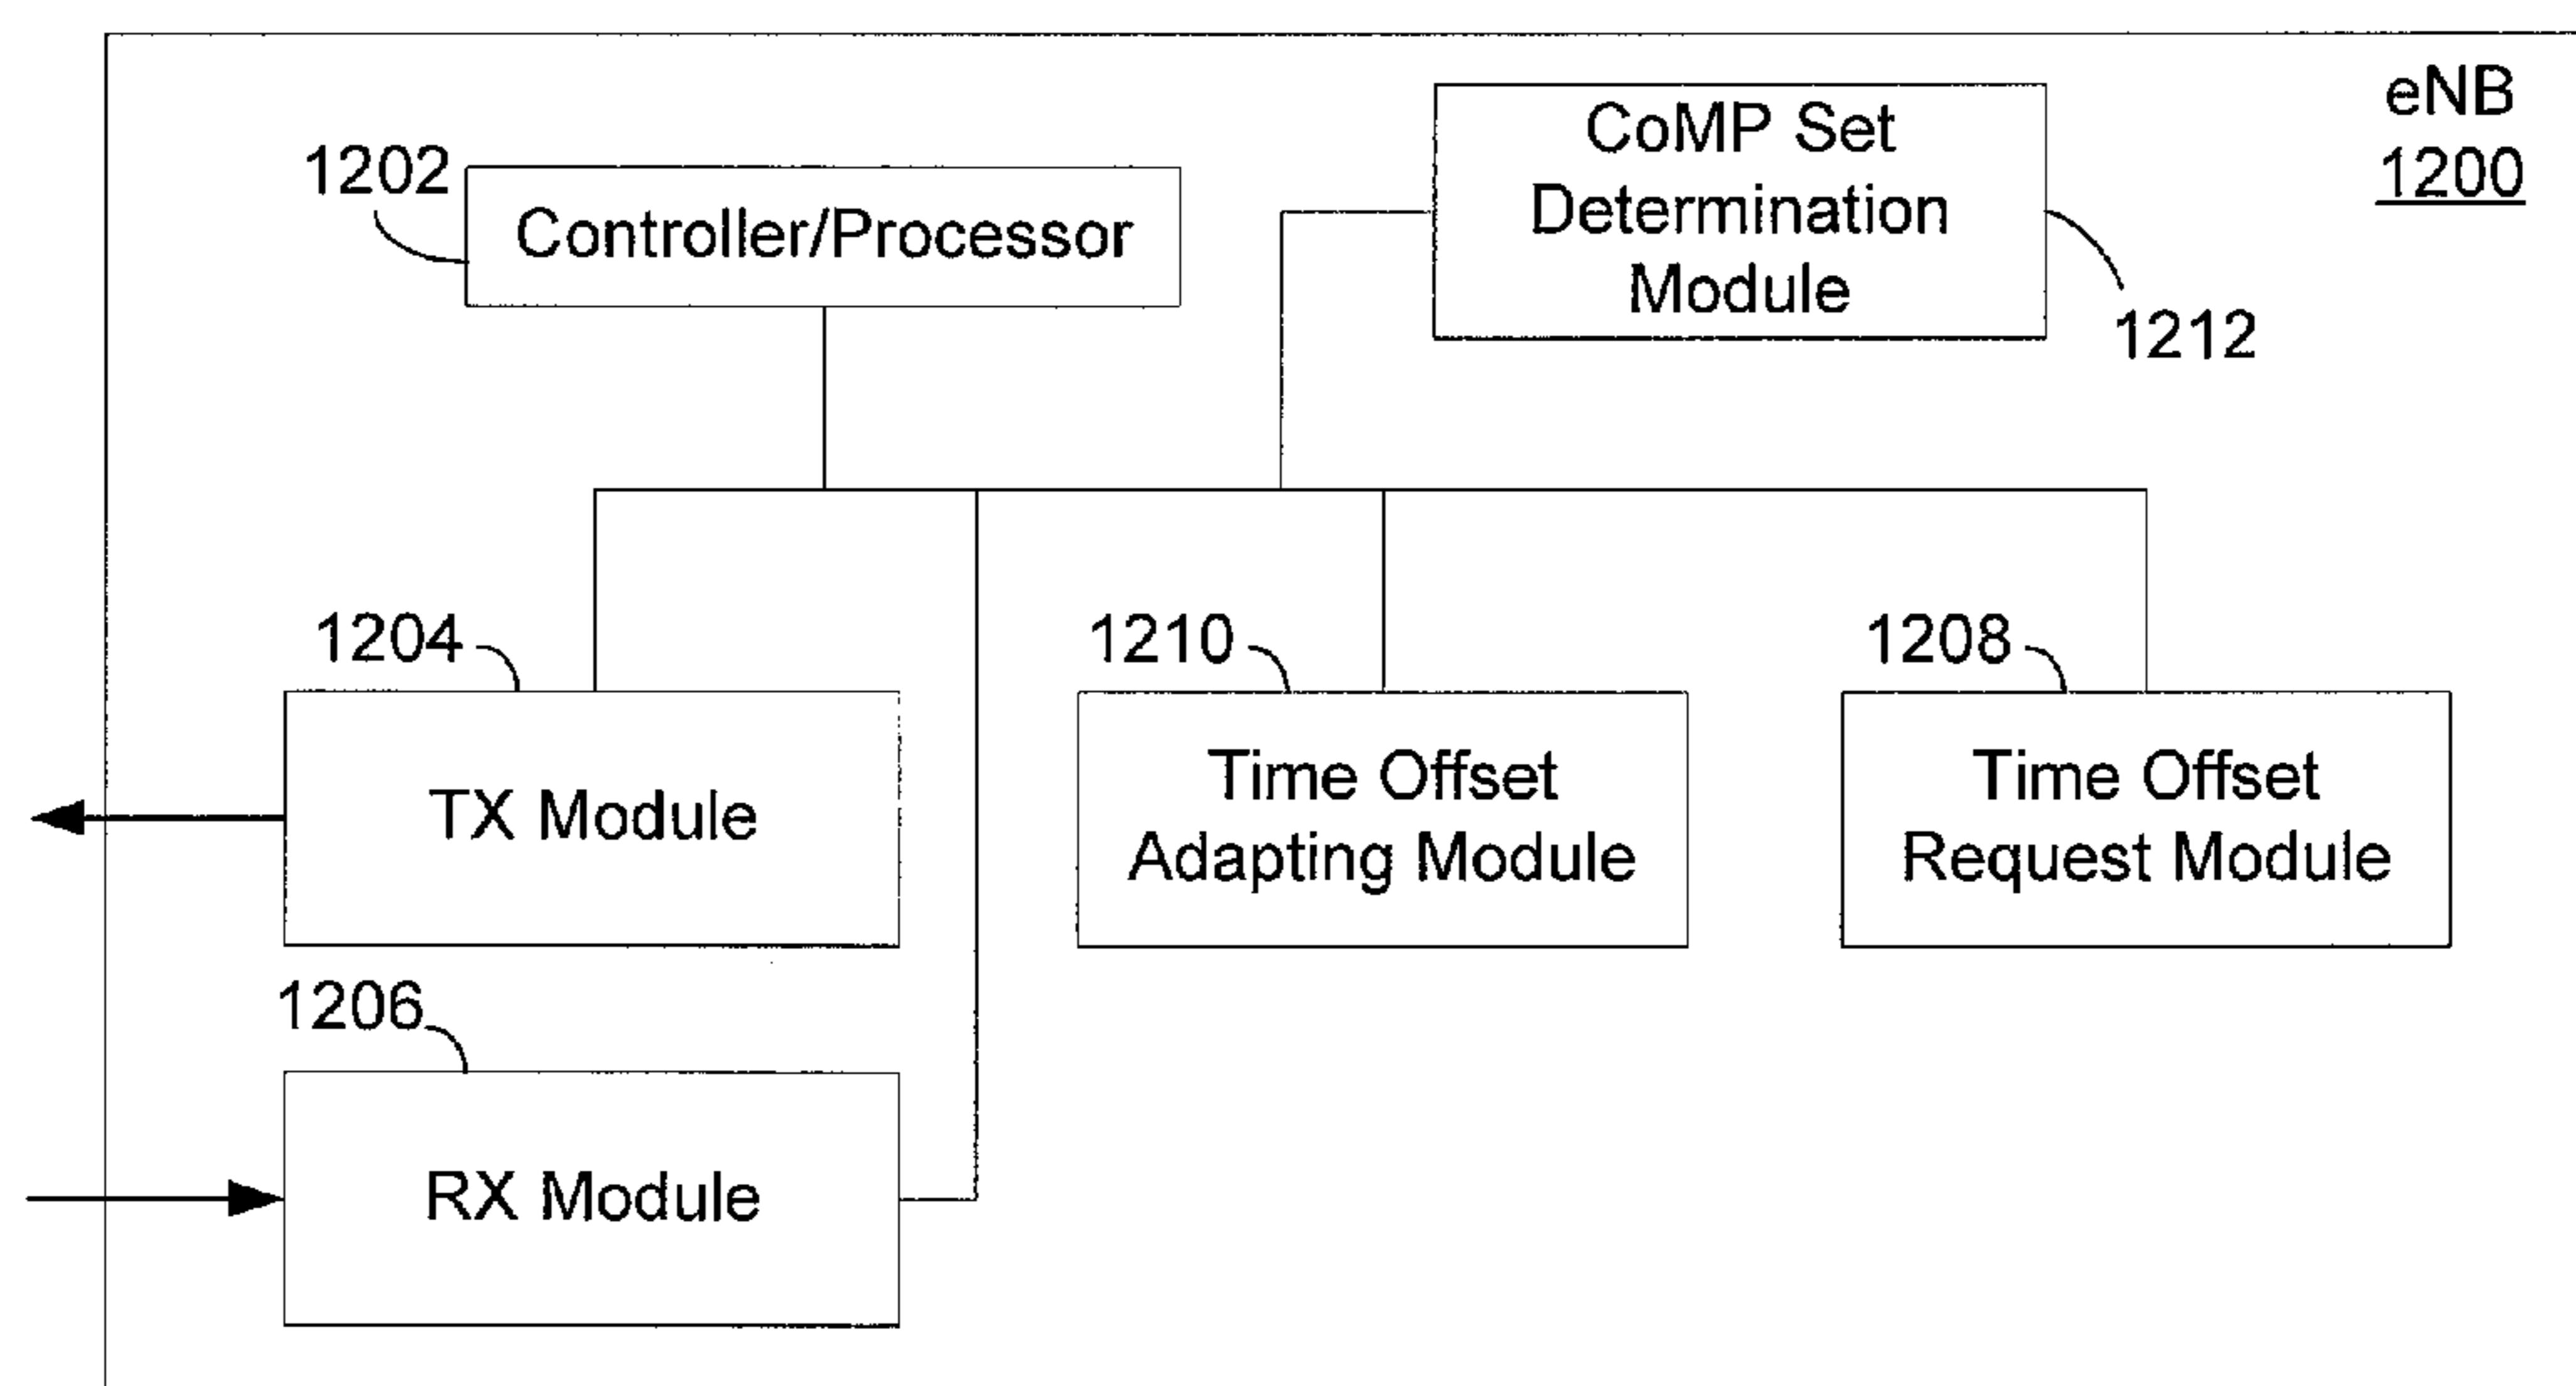 eNB
1200
CoMP Set
Determination
Module
1212
1202
Controller/Processor
1204
TX Module
1210
Time Offset
Adapting Module
1208
Time Offset
Request Module
1206
RX Module